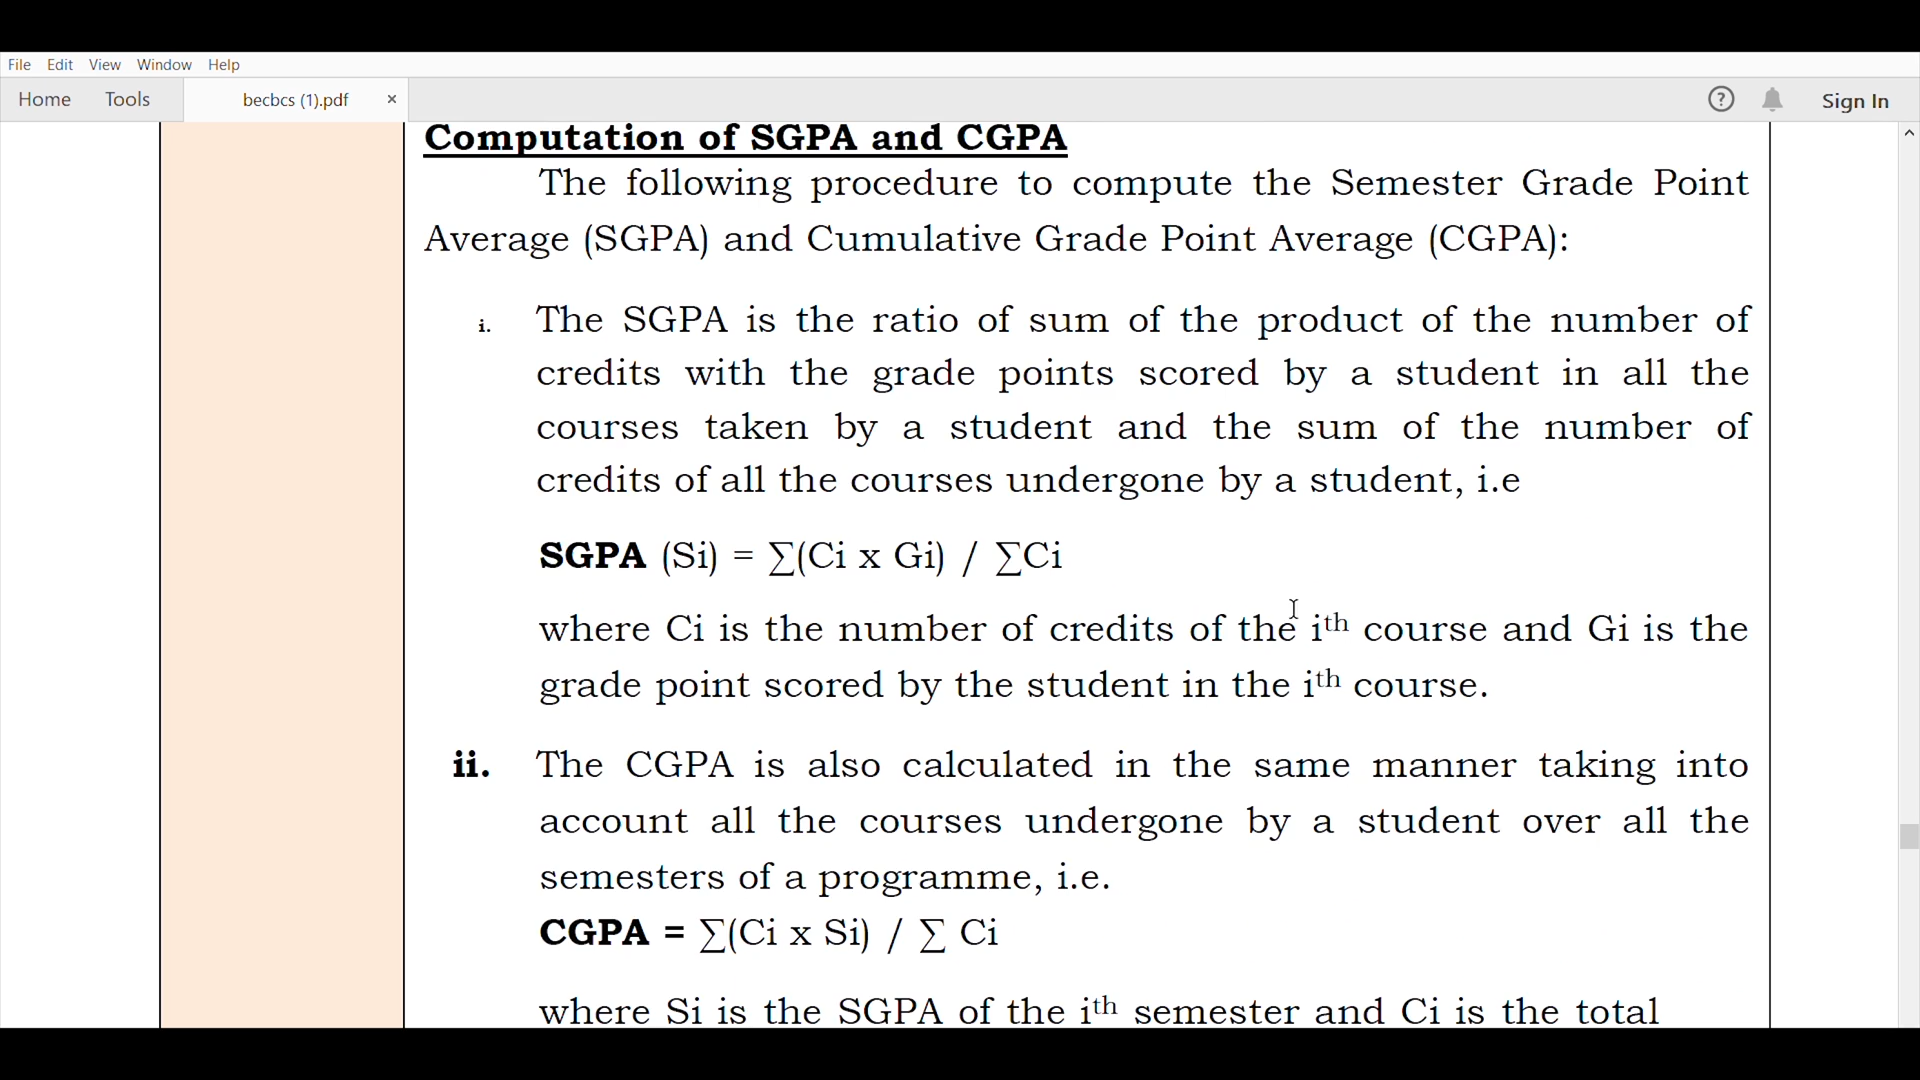 File Edit View Window Help
Home Tools becbcs (1).pdf × ? Sign In
Computation of SGPA and CGPA
The following procedure to compute the Semester Grade Point
Average (SGPA) and Cumulative Grade Point Average (CGPA):
i. The SGPA is the ratio of sum of the product of the number of
credits with the grade points scored by a student in all the
courses taken by a student and the sum of the number of
credits of all the courses undergone by a student, i.e
SGPA (Si) = ∑(Ci x Gi) / ∑Ci
where Ci is the number of credits of the iᵗʰ course and Gi is the
grade point scored by the student in the iᵗʰ course.
ii. The CGPA is also calculated in the same manner taking into
account all the courses undergone by a student over all the
semesters of a programme, i.e.
CGPA = ∑(Ci x Si) / ∑ Ci
where Si is the SGPA of the iᵗʰ semester and Ci is the total